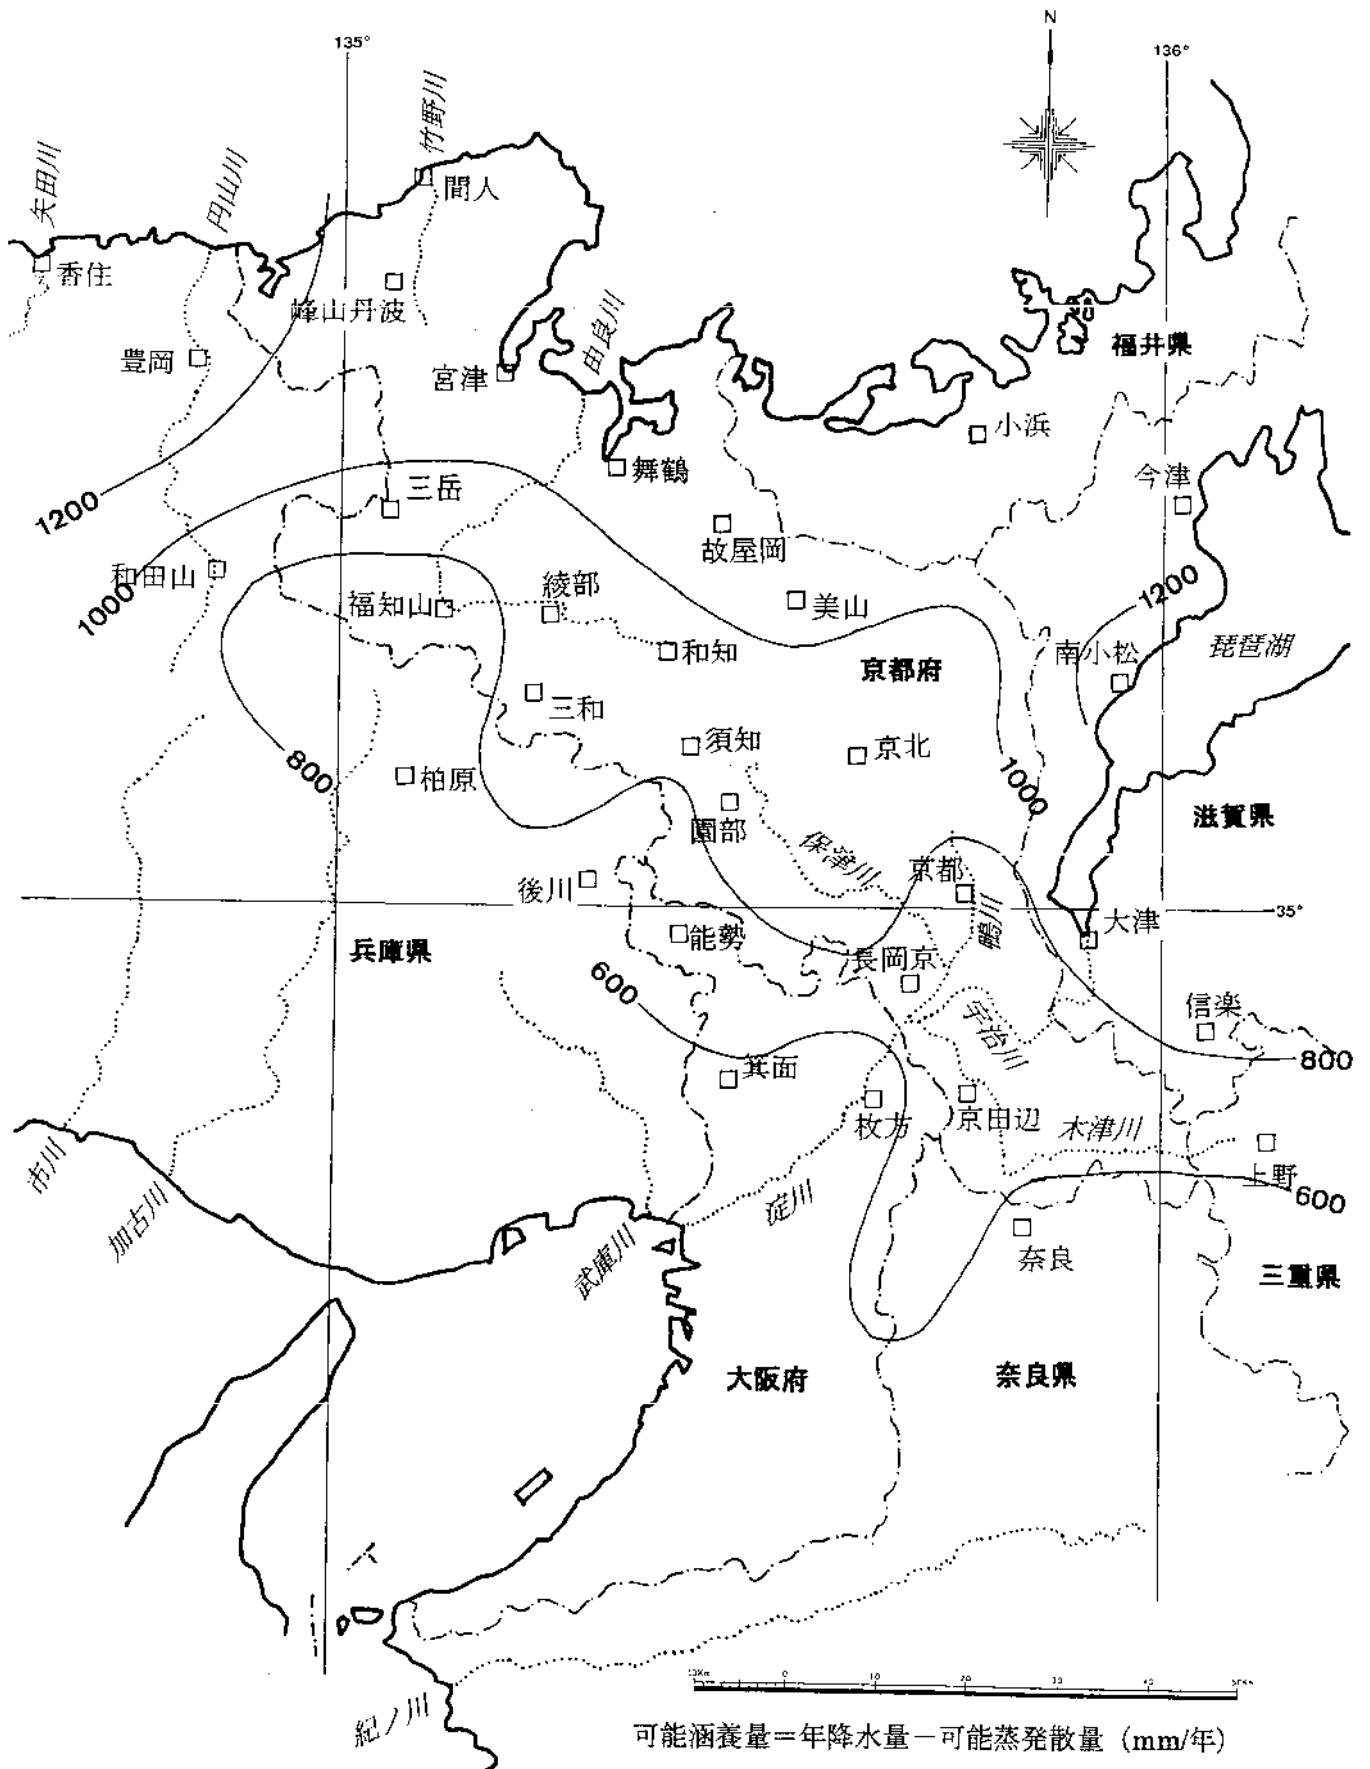 N
135°
136°
竹野川
矢田川
円山川
間人
香住
峰山丹波
由良川
福井県
豊岡
宮津
小浜
舞鶴
今津
三岳
1200
故屋岡
和田山
1000
福知山
綾部
美山
1200
和知
京都府
南小松
琵琶湖
三和
須知
京北
800
柏原
1000
園部
滋賀県
保津川
京都
後川
35°
大津
能勢
鴨川
兵庫県
長岡京
600
信楽
宇治川
800
箕面
枚方
京田辺
木津川
市川
上野
600
加古川
淀川
武庫川
奈良
三重県
大阪府
奈良県
紀ノ川
10Km
0
10
20
30
40
50Km
可能涵養量＝年降水量－可能蒸発散量 (mm/年)